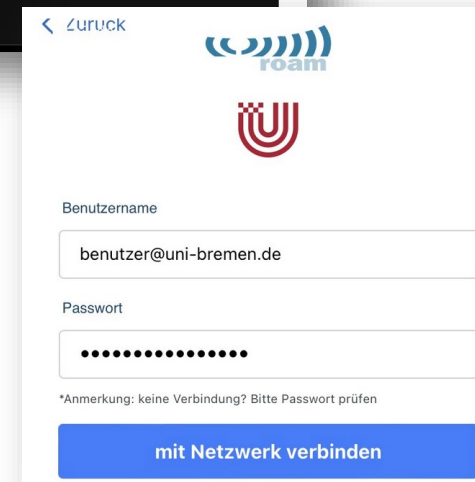 Zurück
roam
Benutzername
benutzer@uni-bremen.de
Passwort
••••••••••••••••
*Anmerkung: keine Verbindung? Bitte Passwort prüfen
mit Netzwerk verbinden